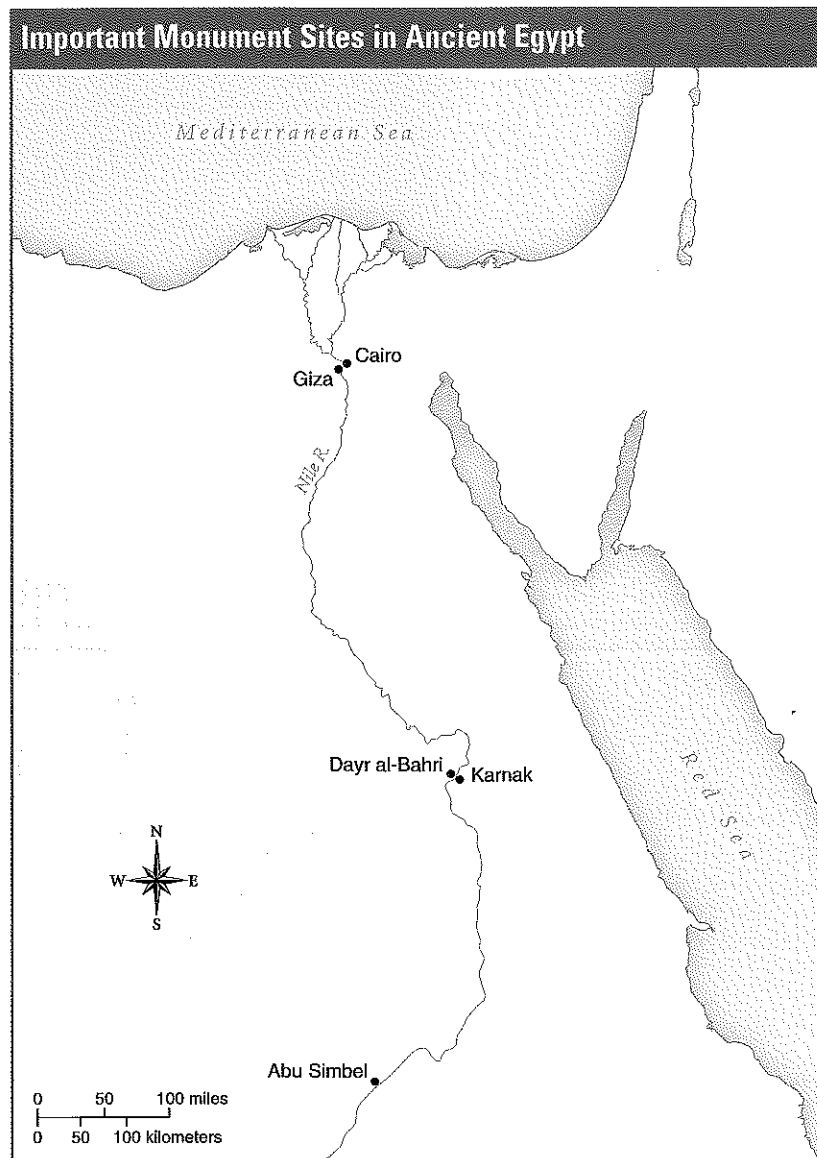 Important Monument Sites in Ancient Egypt
Mediterranean Sea
Cairo
Giza
Nile R.
Dayr al-Bahri
Karnak
Red Sea
N
W E
S
Abu Simbel
0 50 100 miles
0 50 100 kilometers